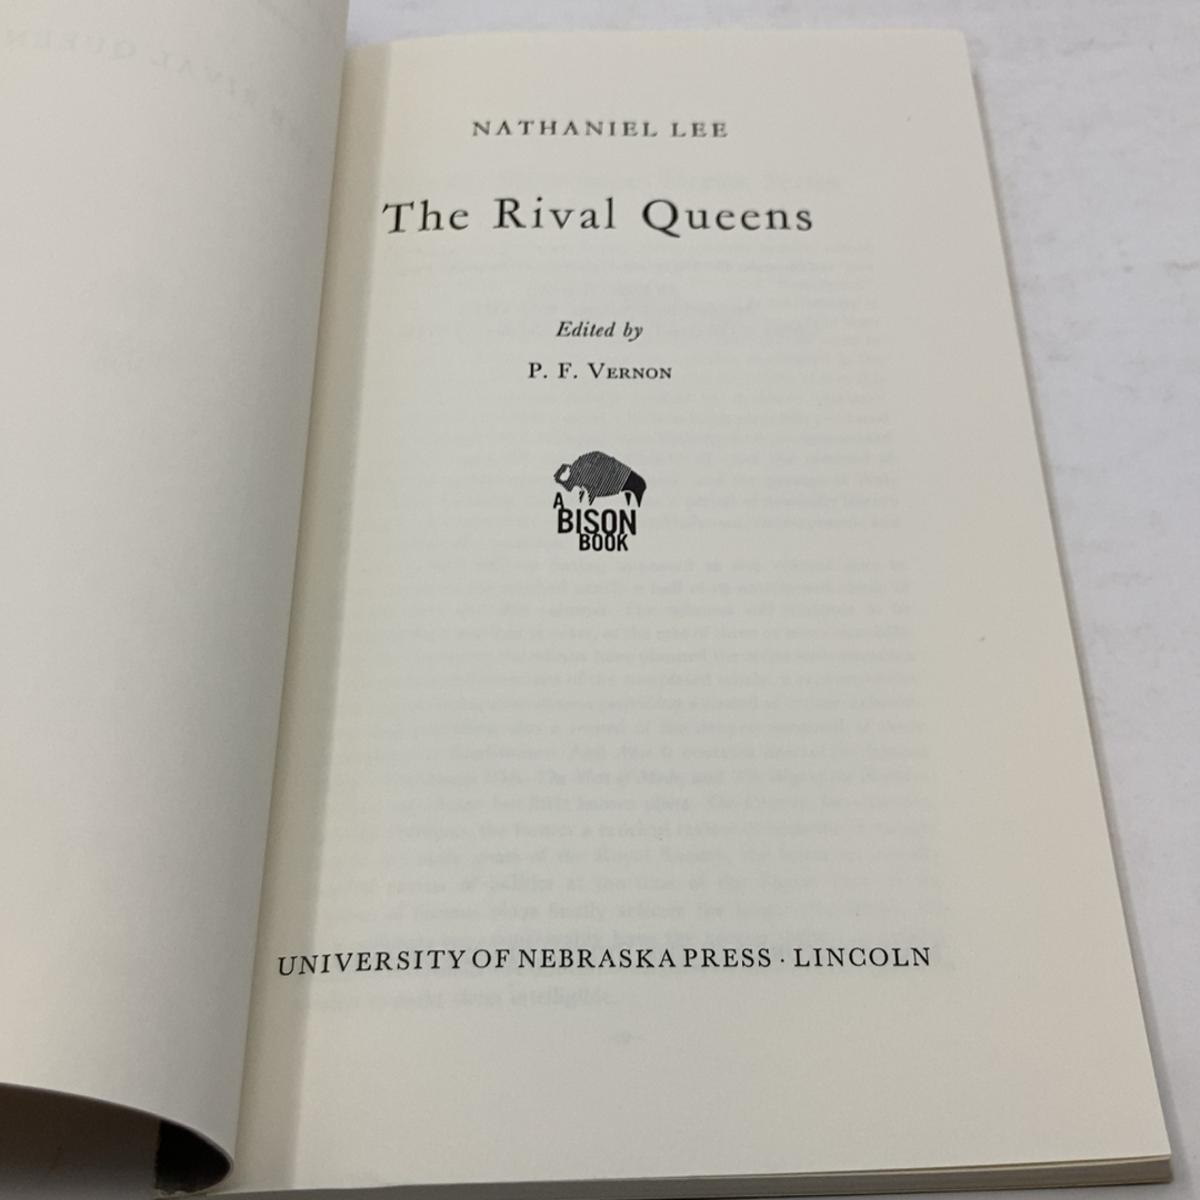 NATHANIEL LEE
The Rival Queens
Edited by
P. F. VERNON
A
BISON
BOOK
UNIVERSITY OF NEBRASKA PRESS · LINCOLN